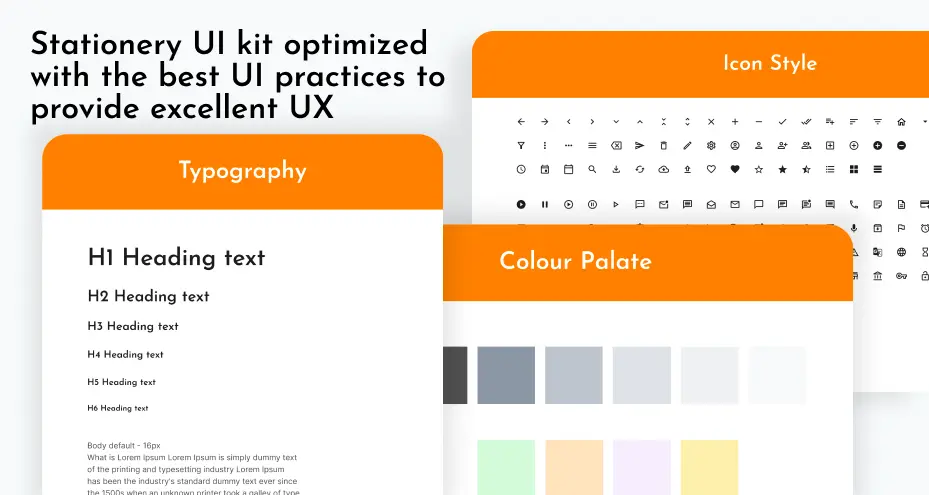 Stationery UI kit optimized
with the best UI practices to
provide excellent UX
Icon Style
Typography
H1 Heading text
H2 Heading text
H3 Heading text
H4 Heading text
H5 Heading text
H6 Heading text
Body default - 16px
What is Lorem Ipsum Lorem Ipsum is simply dummy text
of the printing and typesetting industry Lorem Ipsum
has been the industry's standard dummy text ever since
the 1500s when an unknown printer took a galley of type
Colour Palate